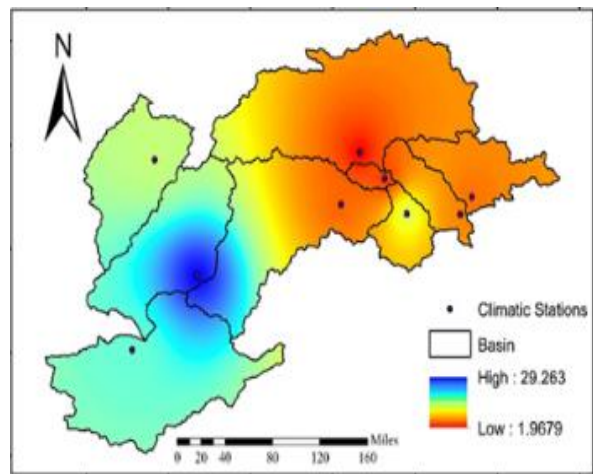 N
Climatic Stations
Basin
High : 29.263
Low : 1.9679
Miles
0 20 40 80 120 160